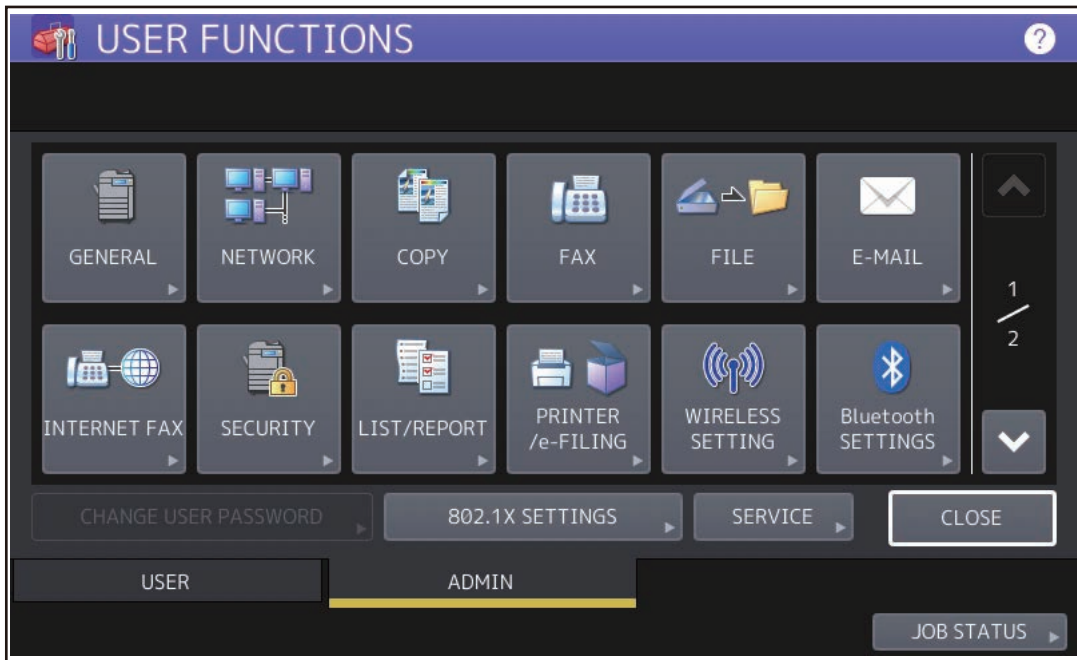 USER FUNCTIONS
?
GENERAL
NETWORK
COPY
FAX
FILE
E-MAIL
1
2
INTERNET FAX
SECURITY
LIST/REPORT
PRINTER
/e-FILING
WIRELESS
SETTING
Bluetooth
SETTINGS
CHANGE USER PASSWORD
802.1X SETTINGS
SERVICE
CLOSE
USER
ADMIN
JOB STATUS